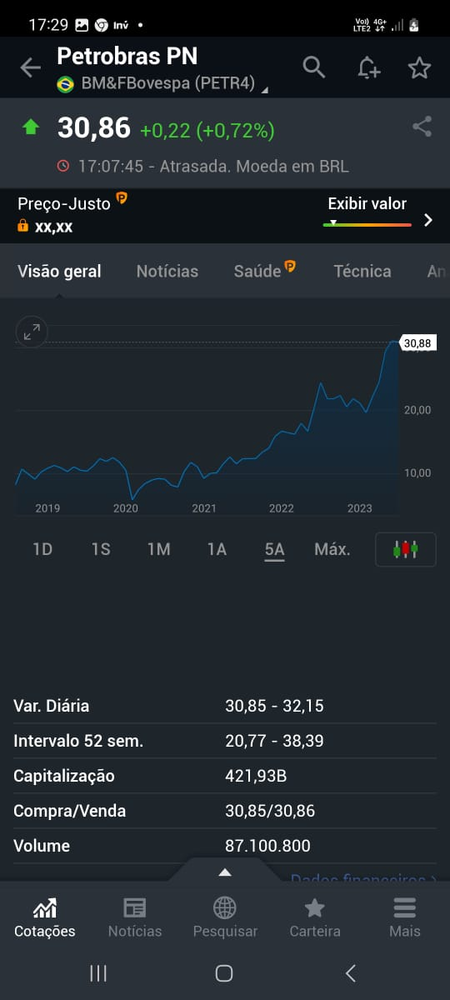 17:29 Inv
Vo)) 4G+
LTE2
Petrobras PN
BM&FBovespa (PETR4)
30,86 +0,22 (+0,72%)
17:07:45 - Atrasada. Moeda em BRL
Preço-Justo P Exibir valor
xx,xx
Visão geral Notícias Saúde P Técnica An
30,88
20,00
10,00
2019 2020 2021 2022 2023
1D 1S 1M 1A 5A Máx.
Var. Diária 30,85 - 32,15
Intervalo 52 sem. 20,77 - 38,39
Capitalização 421,93B
Compra/Venda 30,85/30,86
Volume 87.100.800
Dados financeiros >
Cotações Notícias Pesquisar Carteira Mais